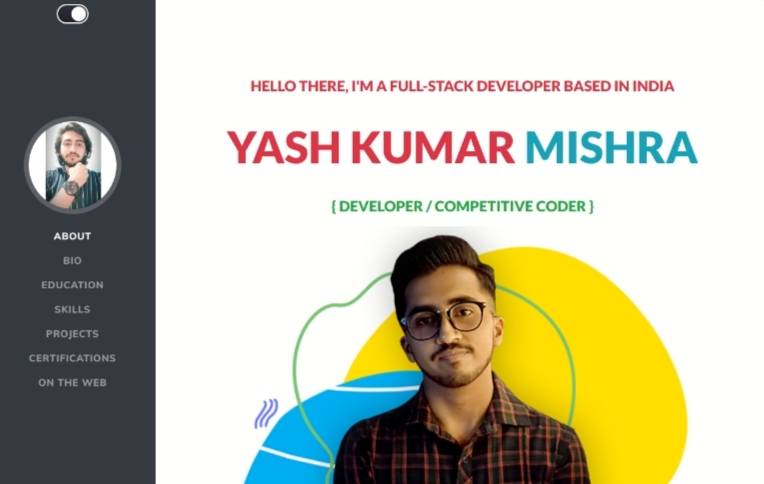 ABOUT
BIO
EDUCATION
SKILLS
PROJECTS
CERTIFICATIONS
ON THE WEB
HELLO THERE, I'M A FULL-STACK DEVELOPER BASED IN INDIA
YASH KUMAR MISHRA
{ DEVELOPER / COMPETITIVE CODER }